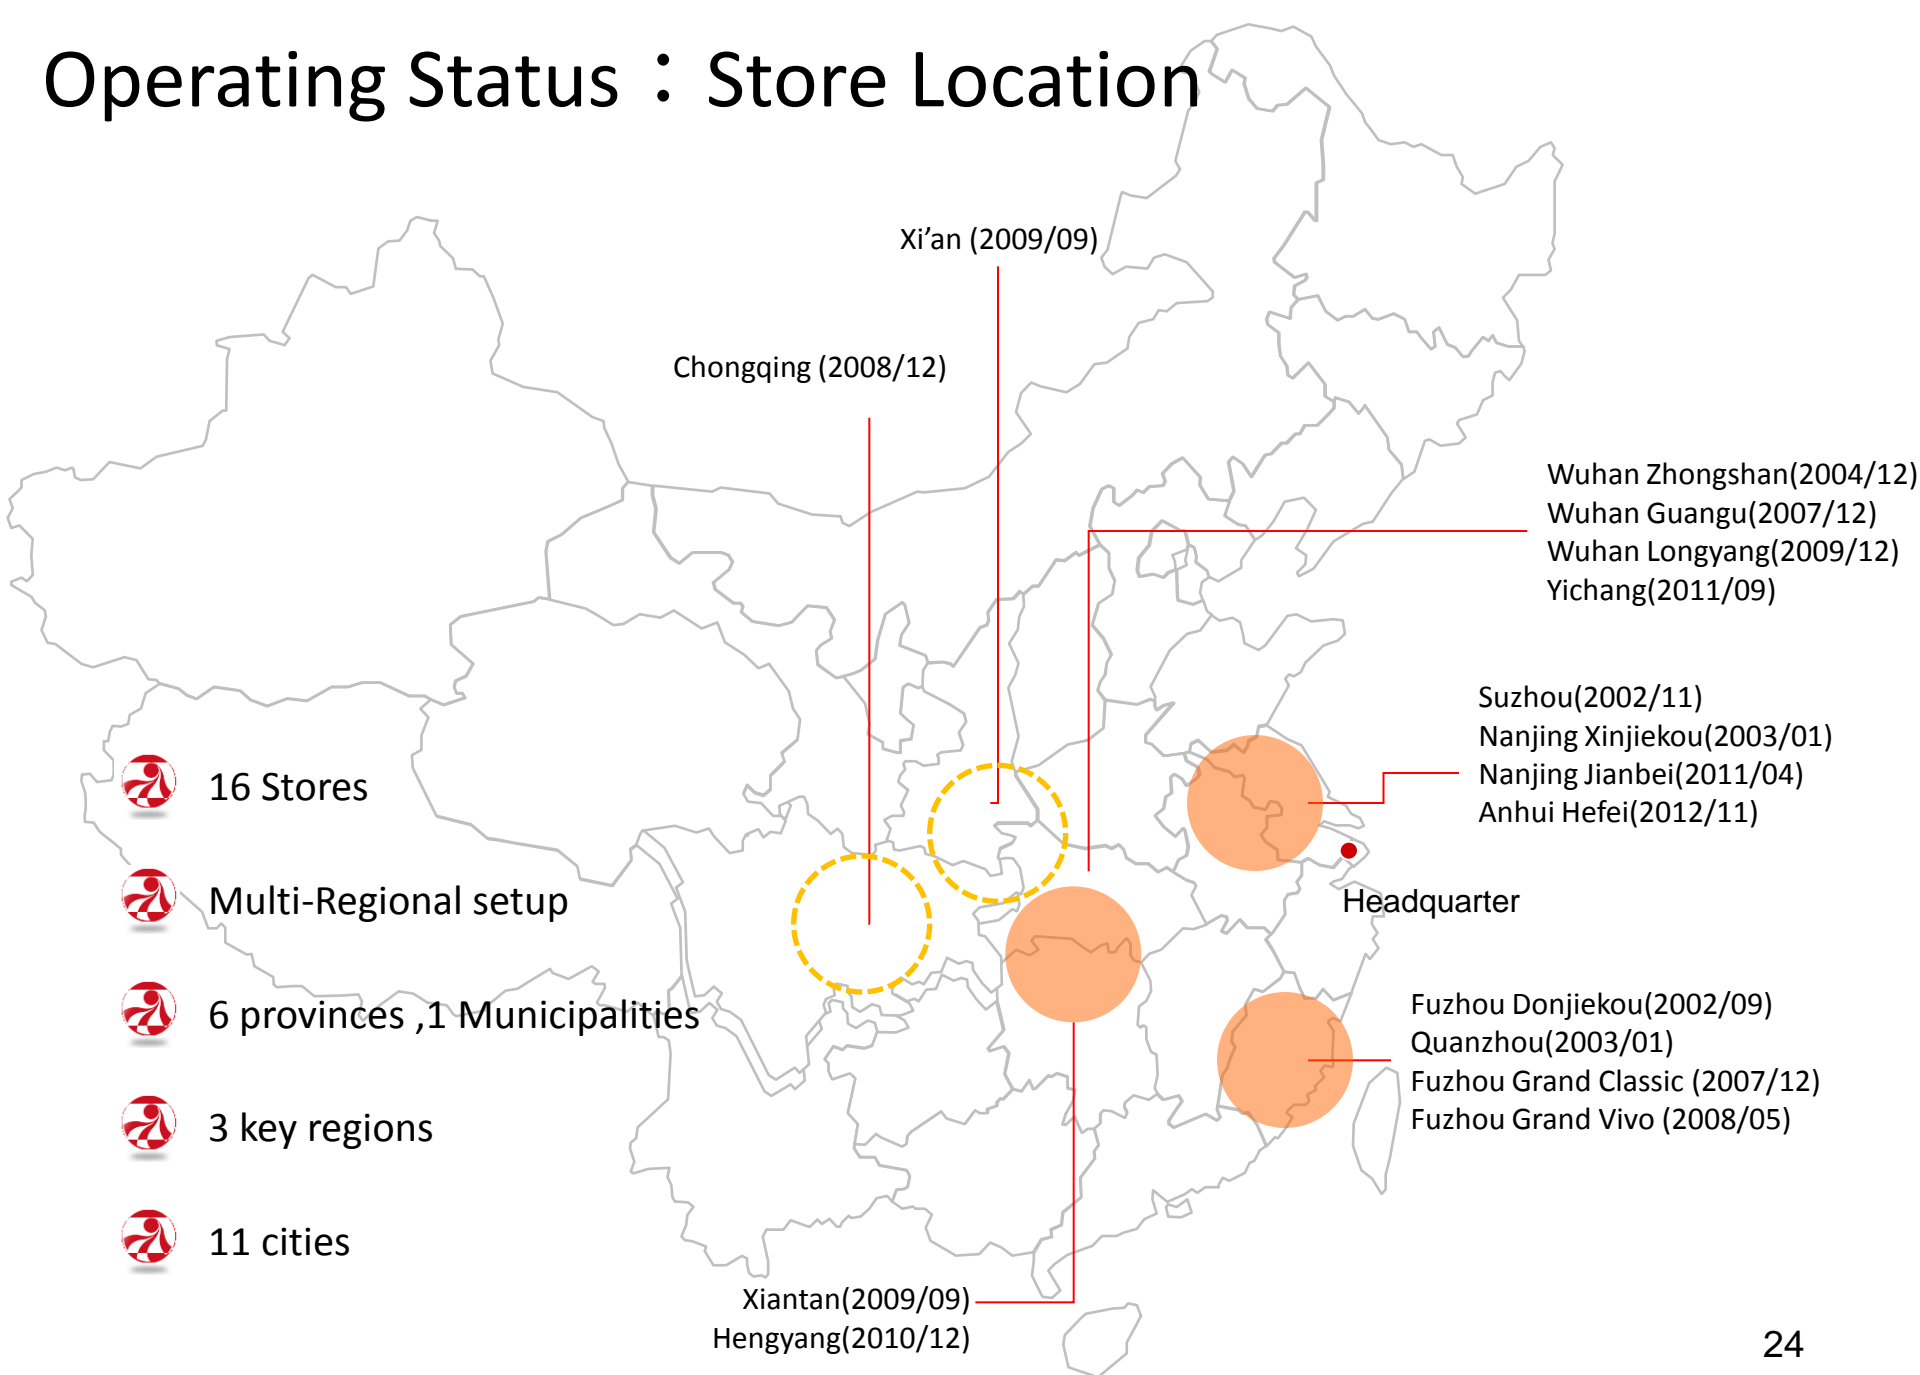 Operating Status：Store Location
Xi’an (2009/09)
Chongqing (2008/12)
Wuhan Zhongshan(2004/12)
Wuhan Guangu(2007/12)
Wuhan Longyang(2009/12)
Yichang(2011/09)
Suzhou(2002/11)
Nanjing Xinjiekou(2003/01)
Nanjing Jianbei(2011/04)
Anhui Hefei(2012/11)
Headquarter
16 Stores
Multi-Regional setup
6 provinces ,1 Municipalities
3 key regions
11 cities
Fuzhou Donjiekou(2002/09)
Quanzhou(2003/01)
Fuzhou Grand Classic (2007/12)
Fuzhou Grand Vivo (2008/05)
Xiantan(2009/09)
Hengyang(2010/12)
24